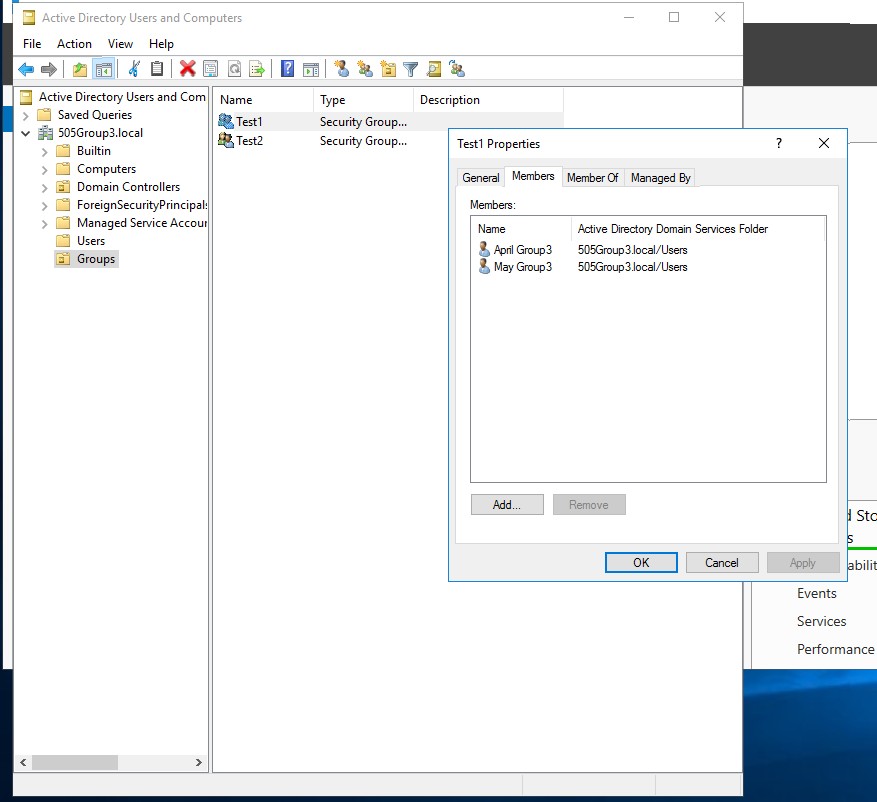 Active Directory Users and Computers
File Action View Help
Active Directory Users and Com
Saved Queries
505Group3.local
Builtin
Computers
Domain Controllers
ForeignSecurityPrincipals
Managed Service Accour
Users
Groups
Name Type Description
Test1 Security Group...
Test2 Security Group...
Test1 Properties
?
General Members Member Of Managed By
Members:
Name Active Directory Domain Services Folder
April Group3 505Group3.local/Users
May Group3 505Group3.local/Users
Add... Remove
OK Cancel Apply
d Sto
s
abilit
Events
Services
Performance